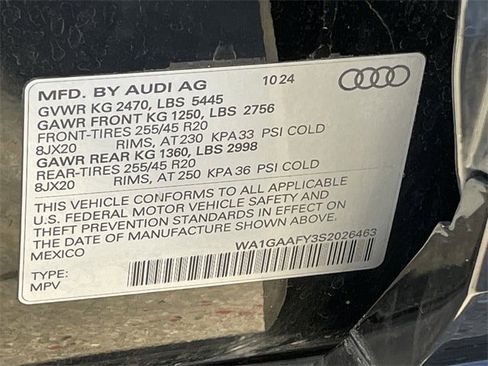 MFD. BY AUDI AG 10 24
GVWR KG 2470, LBS 5445
GAWR FRONT KG 1250, LBS 2756
FRONT-TIRES 255/45 R20
8JX20 RIMS, AT 230 KPA 33 PSI COLD
GAWR REAR KG 1360, LBS 2998
REAR-TIRES 255/45 R20
8JX20 RIMS, AT 250 KPA 36 PSI COLD
THIS VEHICLE CONFORMS TO ALL APPLICABLE
U.S. FEDERAL MOTOR VEHICLE SAFETY AND
THEFT PREVENTION STANDARDS IN EFFECT ON
THE DATE OF MANUFACTURE SHOWN ABOVE.
MEXICO WA1GAAFY3S2026463
TYPE:
MPV